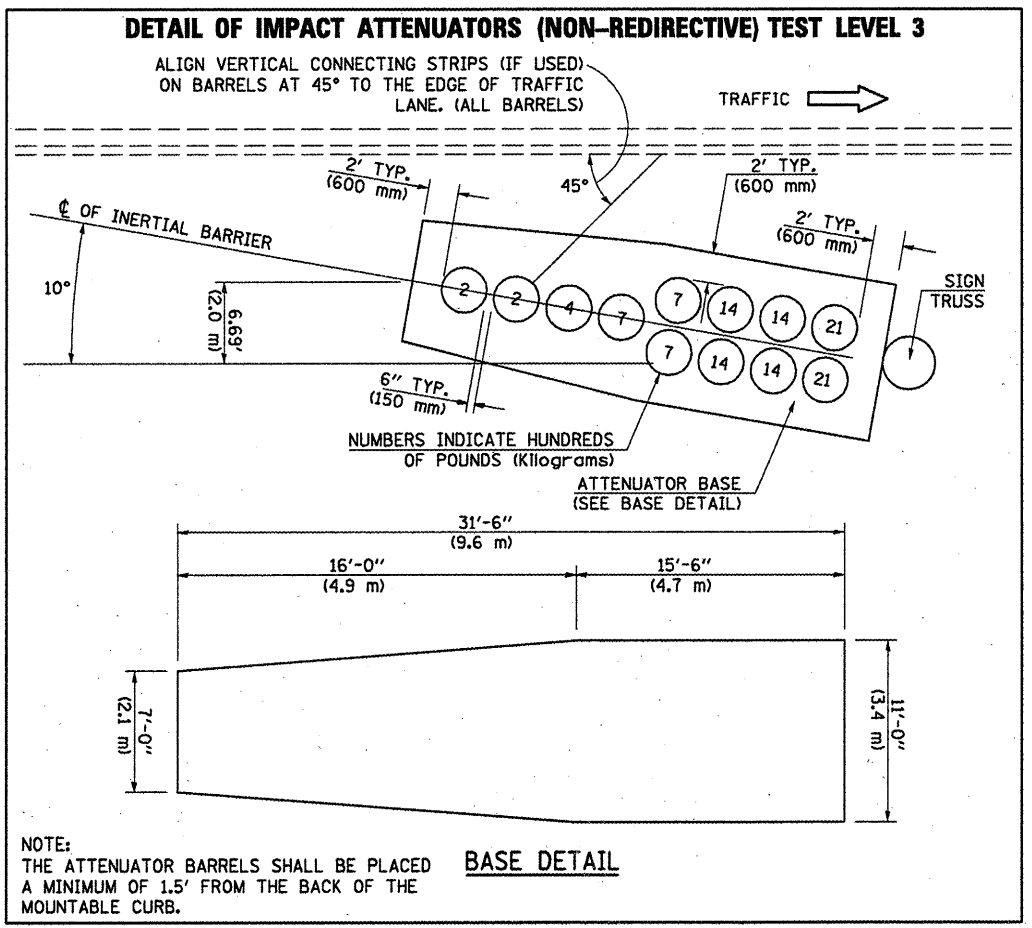 DETAIL OF IMPACT ATTENUATORS (NON-REDIRECTIVE) TEST LEVEL 3
ALIGN VERTICAL CONNECTING STRIPS (IF USED)
ON BARRELS AT 45° TO THE EDGE OF TRAFFIC
LANE. (ALL BARRELS)
TRAFFIC
2' TYP.
(600 mm)
45°
2' TYP.
(600 mm)
2' TYP.
(600 mm)
℄ OF INERTIAL BARRIER
10°
6.69'
(2.0 m)
SIGN
TRUSS
2
2
4
7
7
14
14
21
7
14
14
21
6" TYP.
(150 mm)
NUMBERS INDICATE HUNDREDS
OF POUNDS (Kilograms)
ATTENUATOR BASE
(SEE BASE DETAIL)
31'-6"
(9.6 m)
16'-0"
(4.9 m)
15'-6"
(4.7 m)
7'-0"
(2.1 m)
11'-0"
(3.4 m)
NOTE:
THE ATTENUATOR BARRELS SHALL BE PLACED
A MINIMUM OF 1.5' FROM THE BACK OF THE
MOUNTABLE CURB.
BASE DETAIL